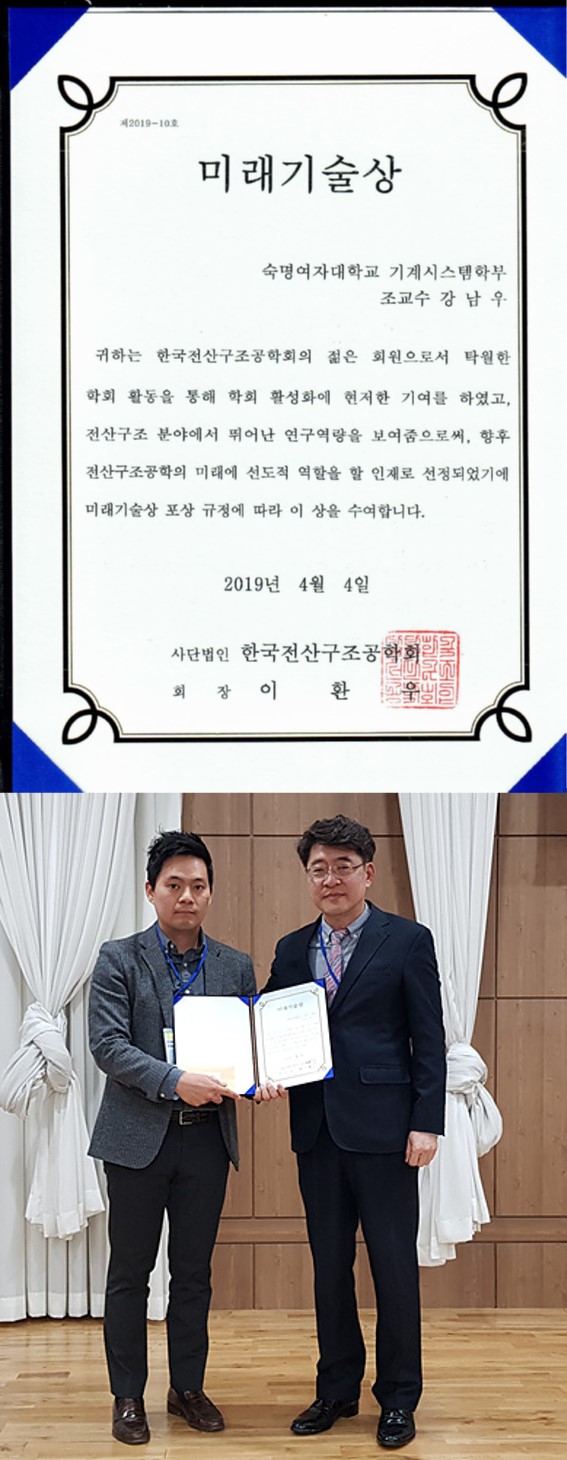 제2019-10호
미래기술상
숙명여자대학교 기계시스템학부
조교수 강 남 우
귀하는 한국전산구조공학회의 젊은 회원으로서 탁월한
학회 활동을 통해 학회 활성화에 현저한 기여를 하였고,
전산구조 분야에서 뛰어난 연구역량을 보여줌으로써, 향후
전산구조공학의 미래에 선도적 역할을 할 인재로 선정되었기에
미래기술상 포상 규정에 따라 이 상을 수여합니다.
2019년 4월 4일
사단법인 한국전산구조공학회
회 장 이 환 우
미래기술상